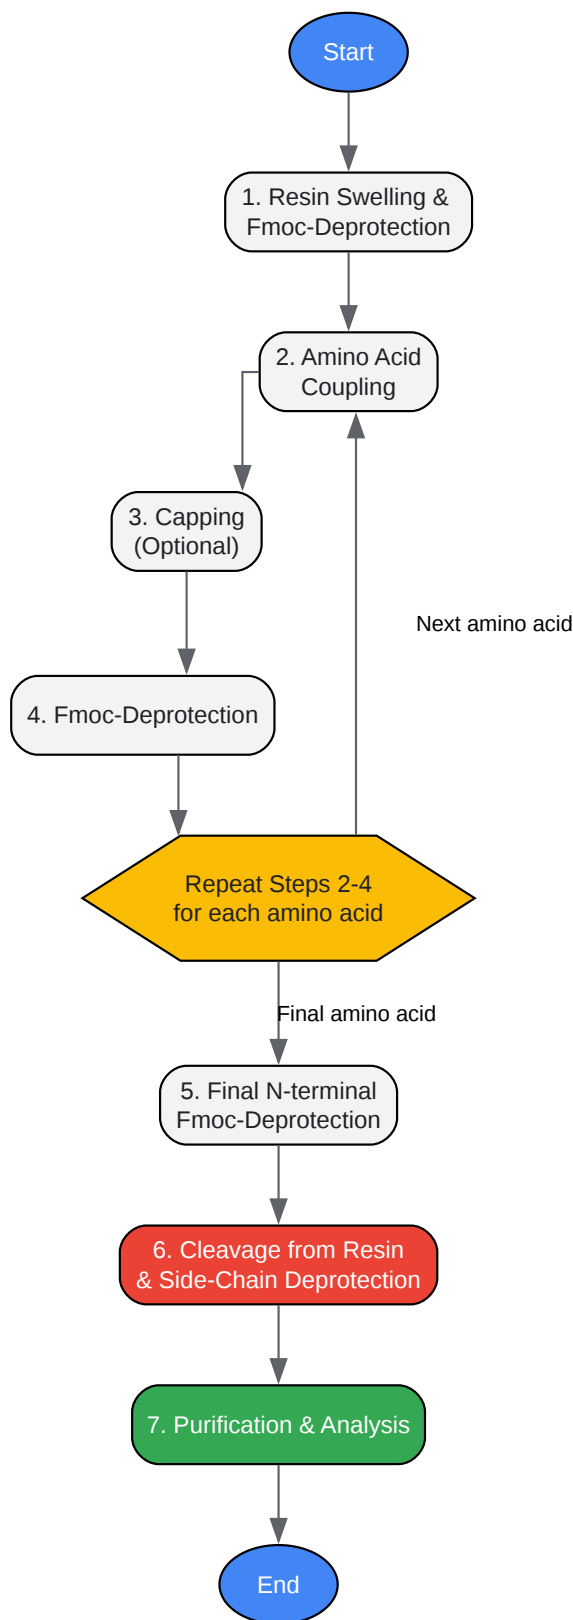 Start
1. Resin Swelling &
Fmoc-Deprotection
2. Amino Acid
Coupling
3. Capping
(Optional)
Next amino acid
4. Fmoc-Deprotection
Repeat Steps 2-4
for each amino acid
Final amino acid
5. Final N-terminal
Fmoc-Deprotection
6. Cleavage from Resin
& Side-Chain Deprotection
7. Purification & Analysis
End